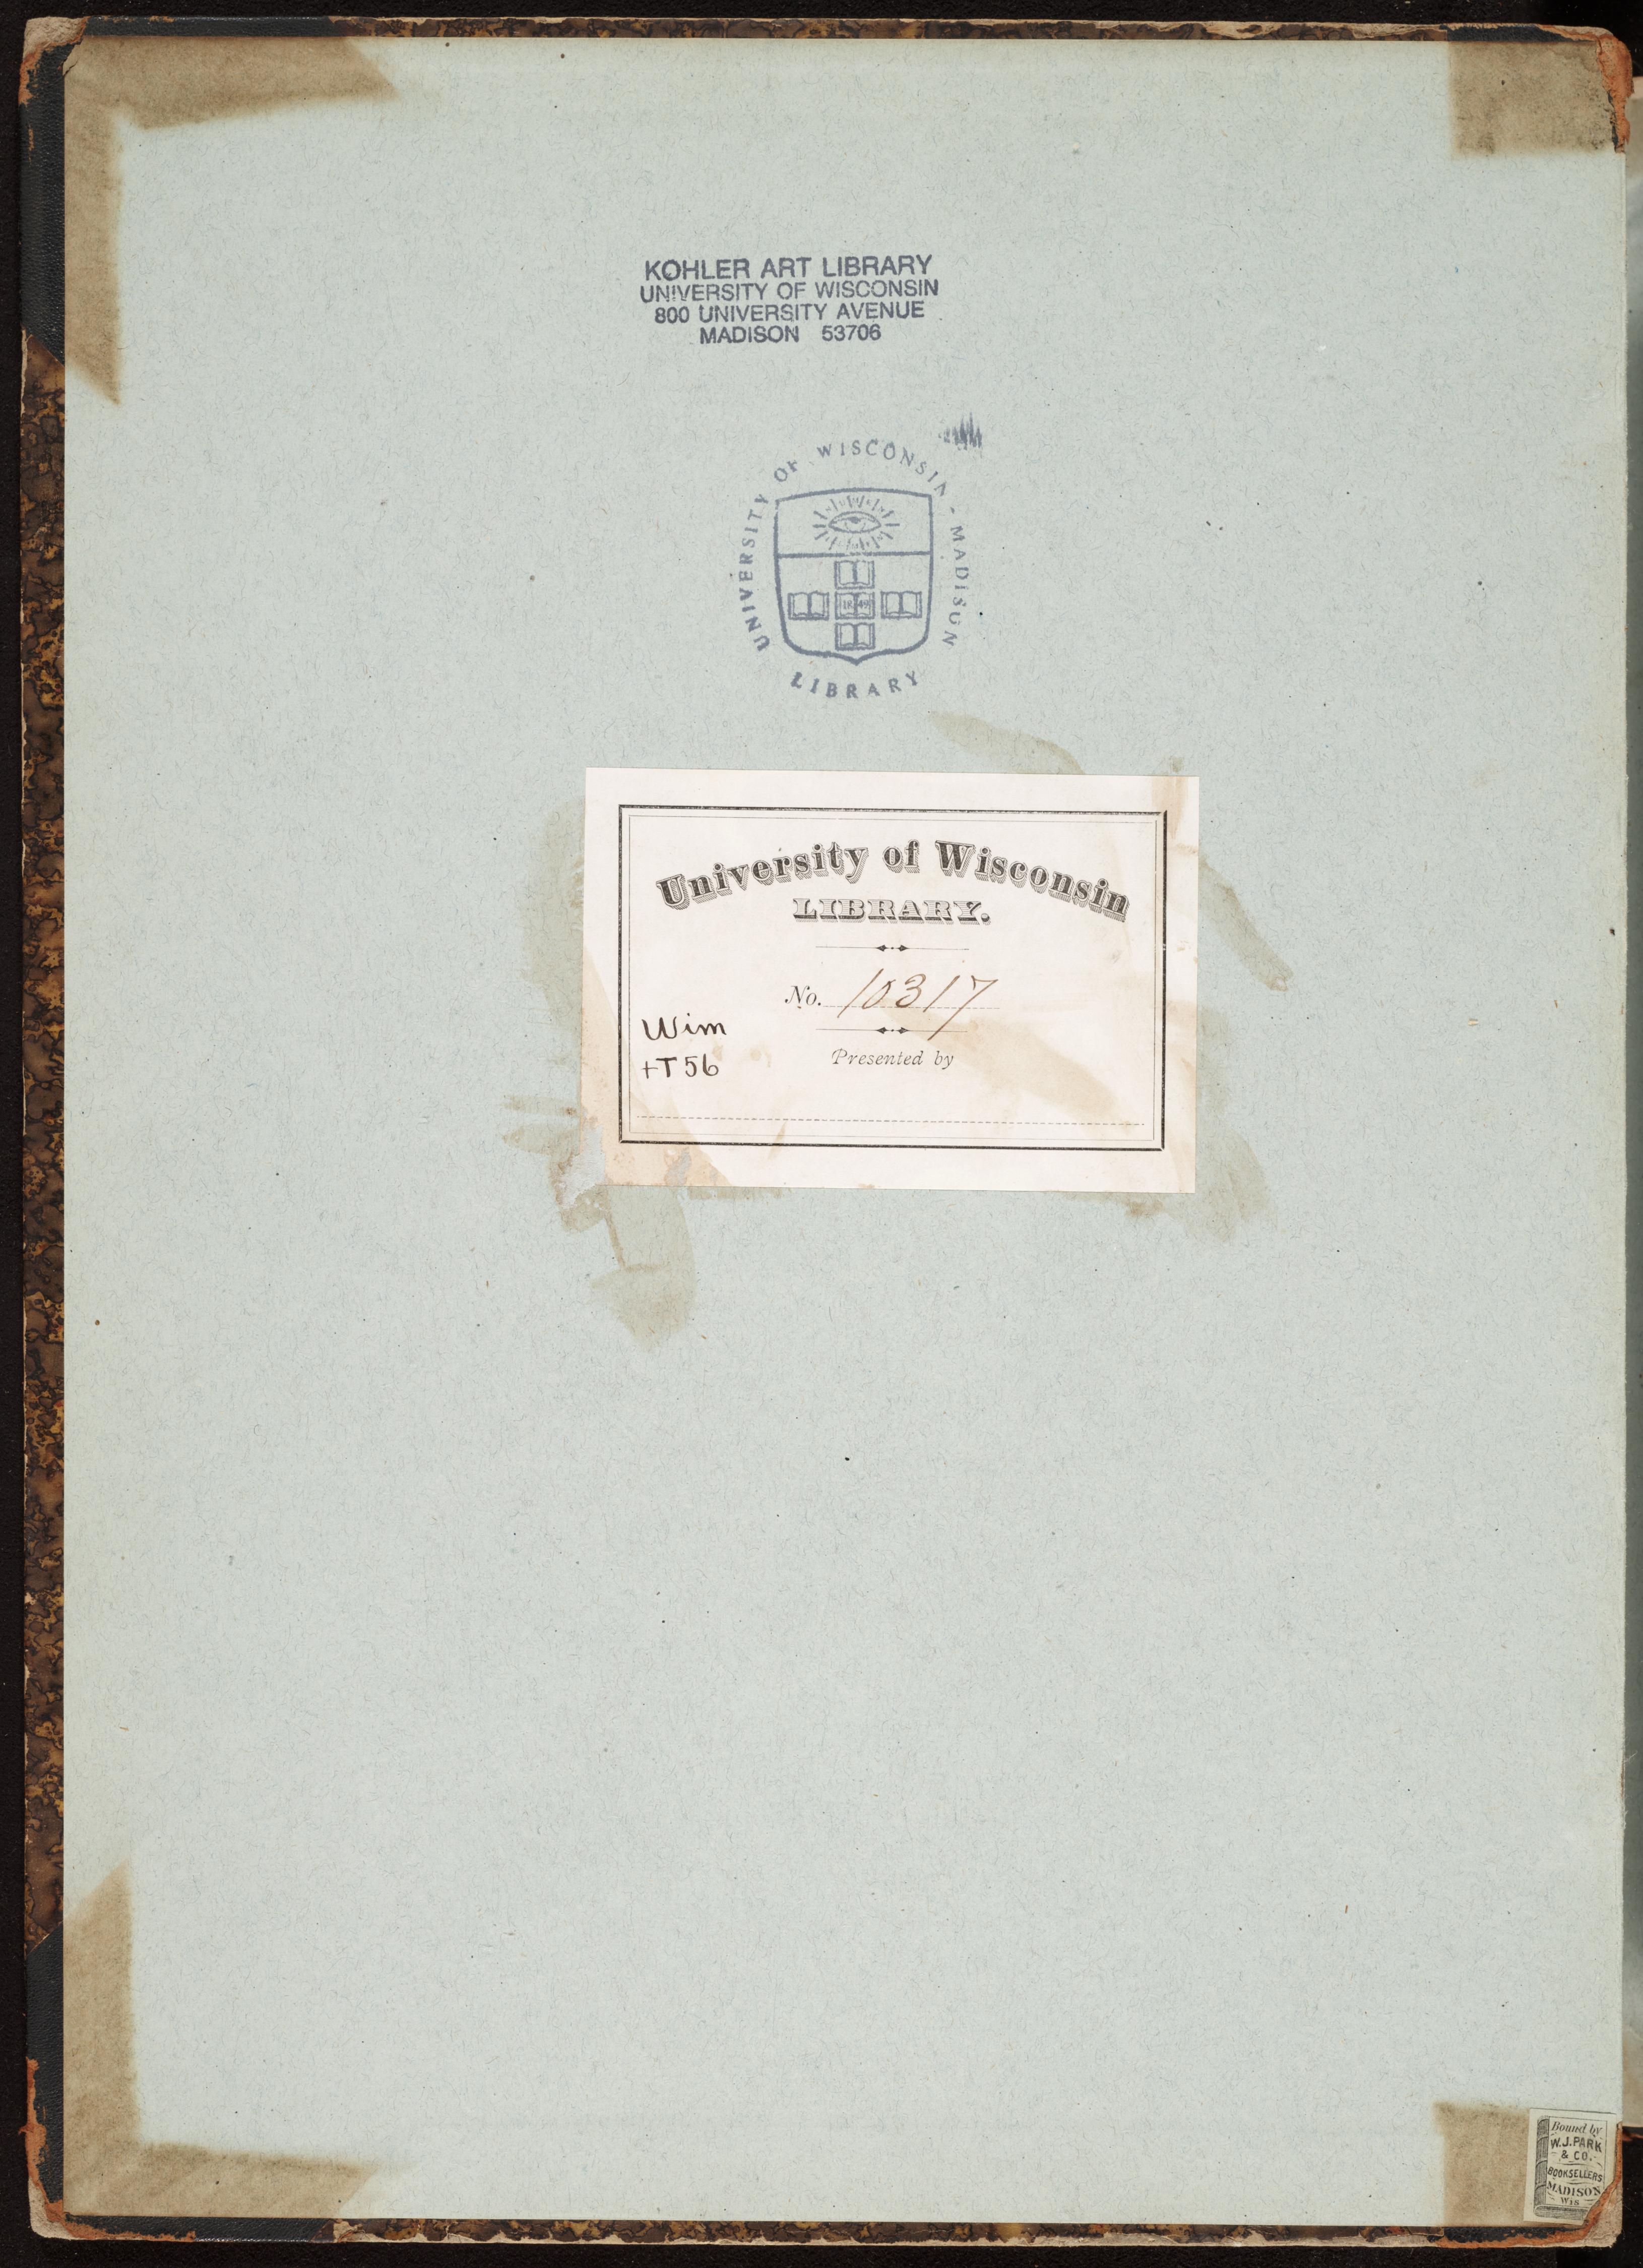 KOHLER ART LIBRARY
UNIVERSITY OF WISCONSIN
800 UNIVERSITY AVENUE
MADISON 53706
UNIVERSITY OF WISCONSIN - MADISON
1849
LIBRARY
University of Wisconsin
LIBRARY.
No. 10317
Wim
+T56
Presented by
Bound by
W.J.PARK
& CO.
BOOKSELLERS
MADISON
WIS